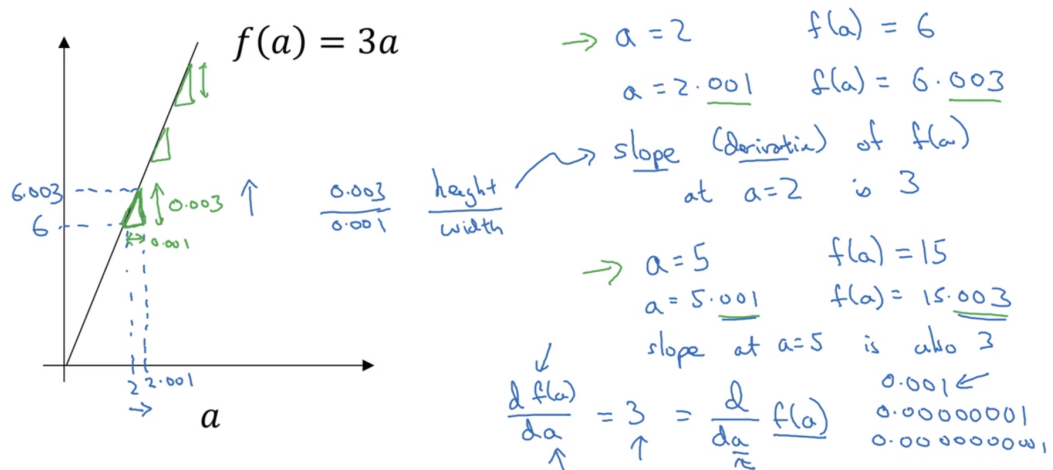 f(a) = 3a
6.003
6
0.003
0.001
2
2.001
a
0.003
0.001
height
width
a = 2 f(a) = 6
a = 2.001 f(a) = 6.003
slope (derivative) of f(a)
at a=2 is 3
a = 5 f(a) = 15
a = 5.001 f(a) = 15.003
slope at a=5 is also 3
d f(a)
da
= 3 =
d
da
f(a)
0.001
0.00000001
0.0000000001